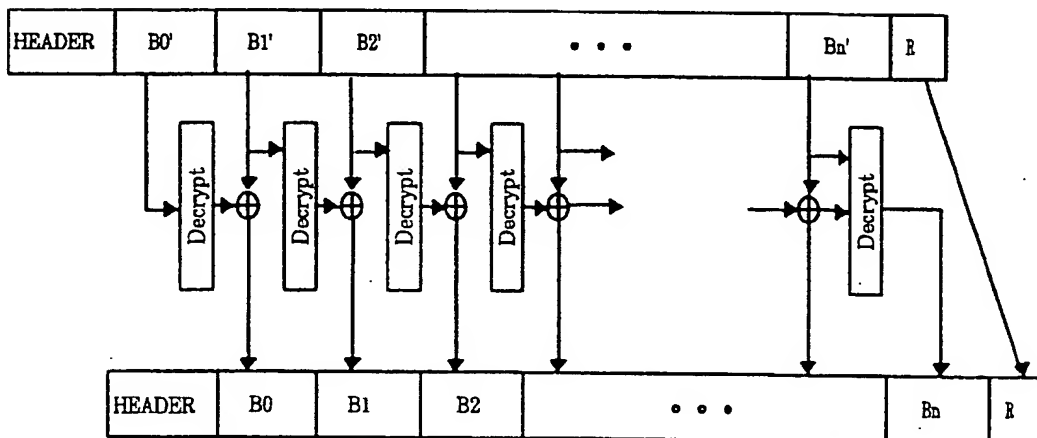 HEADER B0' B1' B2' • • • Bn' R
Decrypt Decrypt Decrypt Decrypt Decrypt
HEADER B0 B1 B2 • • • Bn R